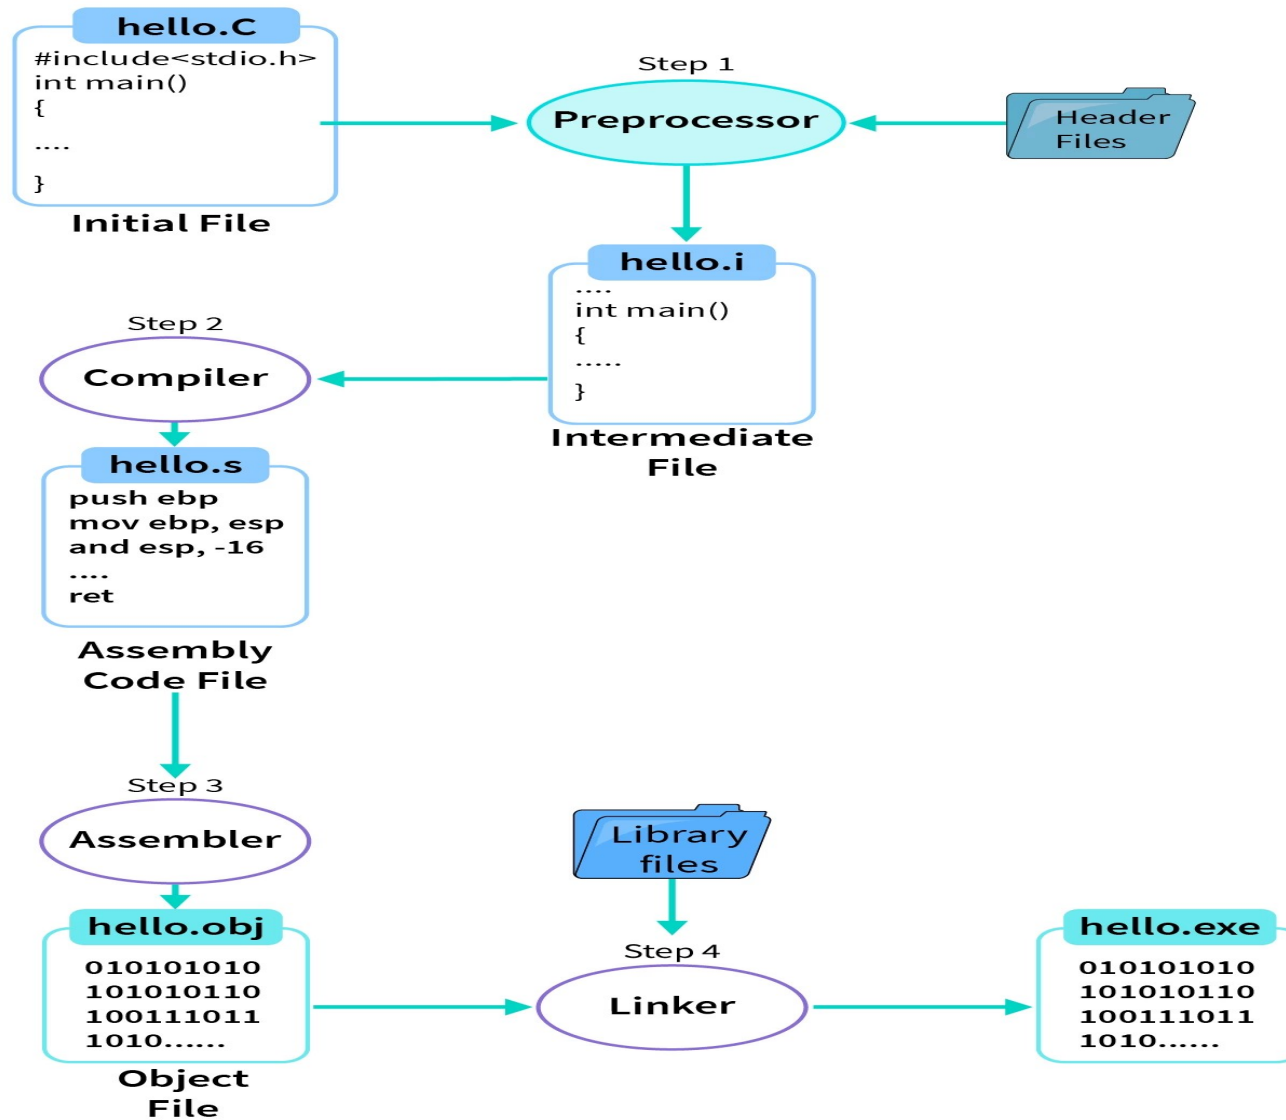 hello.C
#include<stdio.h>
int main()
{
....
}
Initial File
Step 1
Preprocessor
Header
Files
hello.i
....
int main()
{
.....
}
Intermediate
File
Step 2
Compiler
hello.s
push ebp
mov ebp, esp
and esp, -16
....
ret
Assembly
Code File
Step 3
Assembler
hello.obj
010101010
101010110
100111011
1010......
Object
File
Library
files
Step 4
Linker
hello.exe
010101010
101010110
100111011
1010......